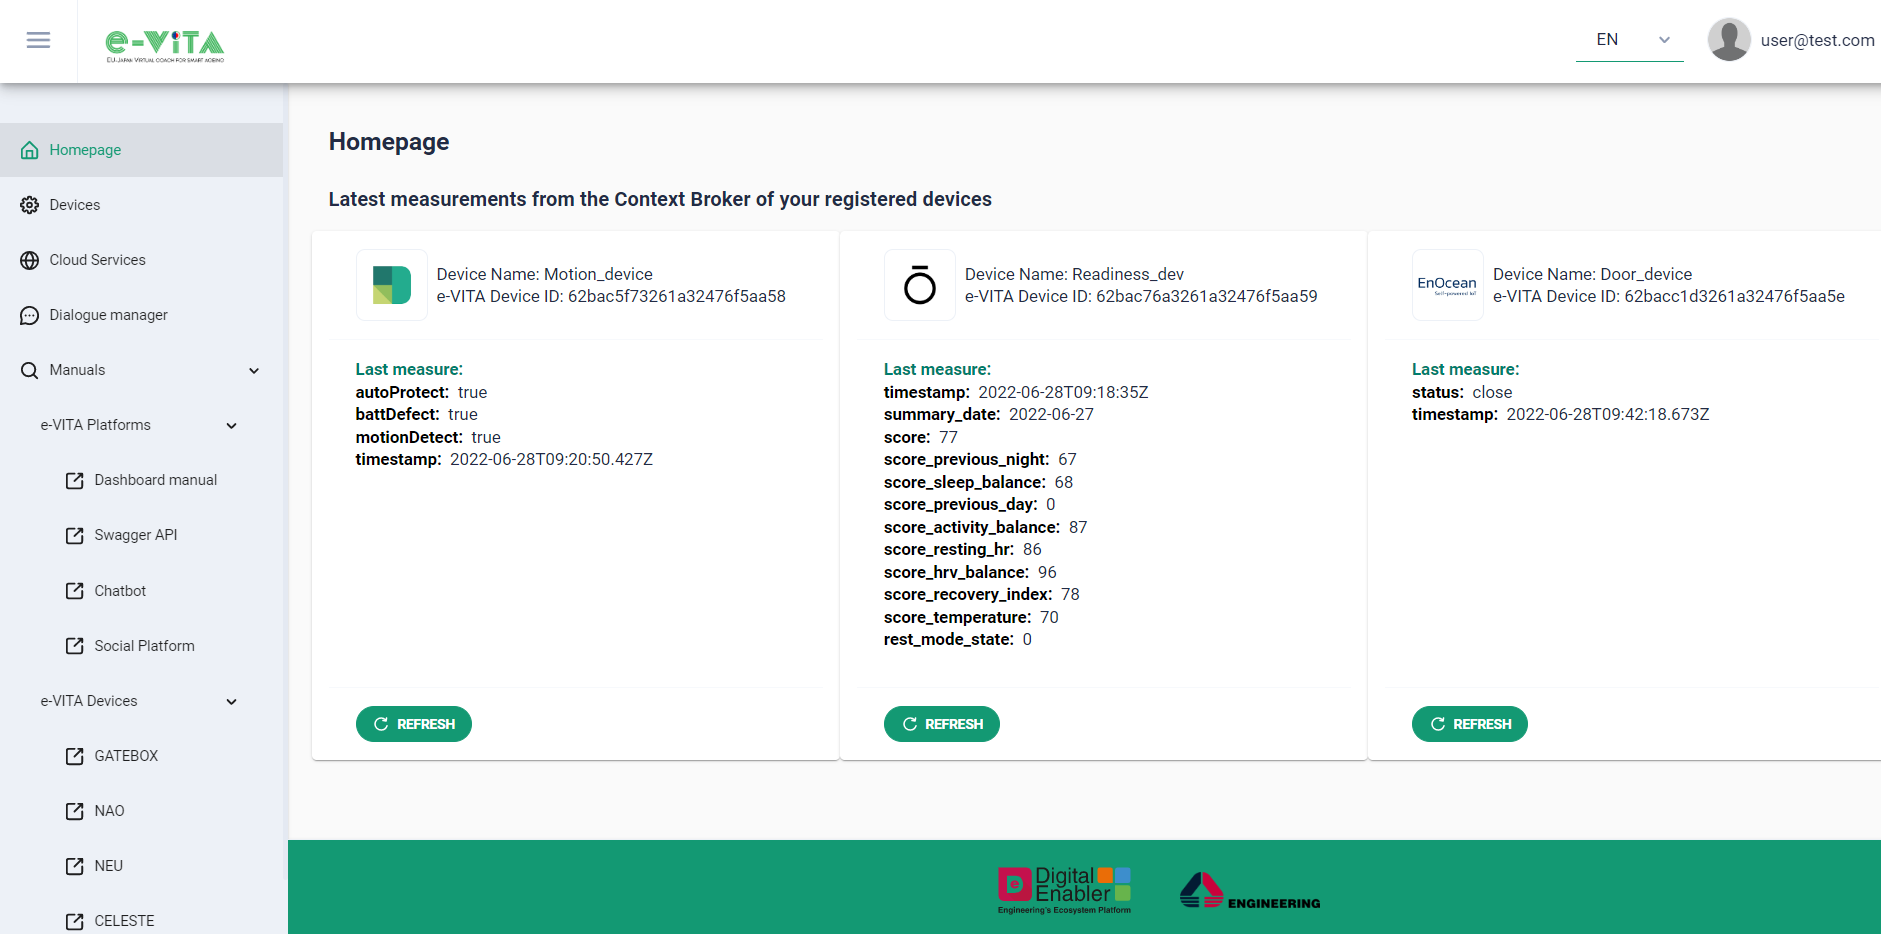 e-ViTA
EU-Japan Virtual Coach for Smart Ageing
EN
user@test.com
Homepage
Devices
Cloud Services
Dialogue manager
Manuals
e-VITA Platforms
Dashboard manual
Swagger API
Chatbot
Social Platform
e-VITA Devices
GATEBOX
NAO
NEU
CELESTE
Homepage
Latest measurements from the Context Broker of your registered devices
Device Name: Motion_device
e-VITA Device ID: 62bac5f73261a32476f5aa58
Last measure:
autoProtect: true
battDefect: true
motionDetect: true
timestamp: 2022-06-28T09:20:50.427Z
REFRESH
Device Name: Readiness_dev
e-VITA Device ID: 62bac76a3261a32476f5aa59
Last measure:
timestamp: 2022-06-28T09:18:35Z
summary_date: 2022-06-27
score: 77
score_previous_night: 67
score_sleep_balance: 68
score_previous_day: 0
score_activity_balance: 87
score_resting_hr: 86
score_hrv_balance: 96
score_recovery_index: 78
score_temperature: 70
rest_mode_state: 0
REFRESH
EnOcean
Self-powered IoT
Device Name: Door_device
e-VITA Device ID: 62bacc1d3261a32476f5aa5e
Last measure:
status: close
timestamp: 2022-06-28T09:42:18.673Z
REFRESH
e
Digital
Enabler
Engineering's Ecosystem Platform
ENGINEERING